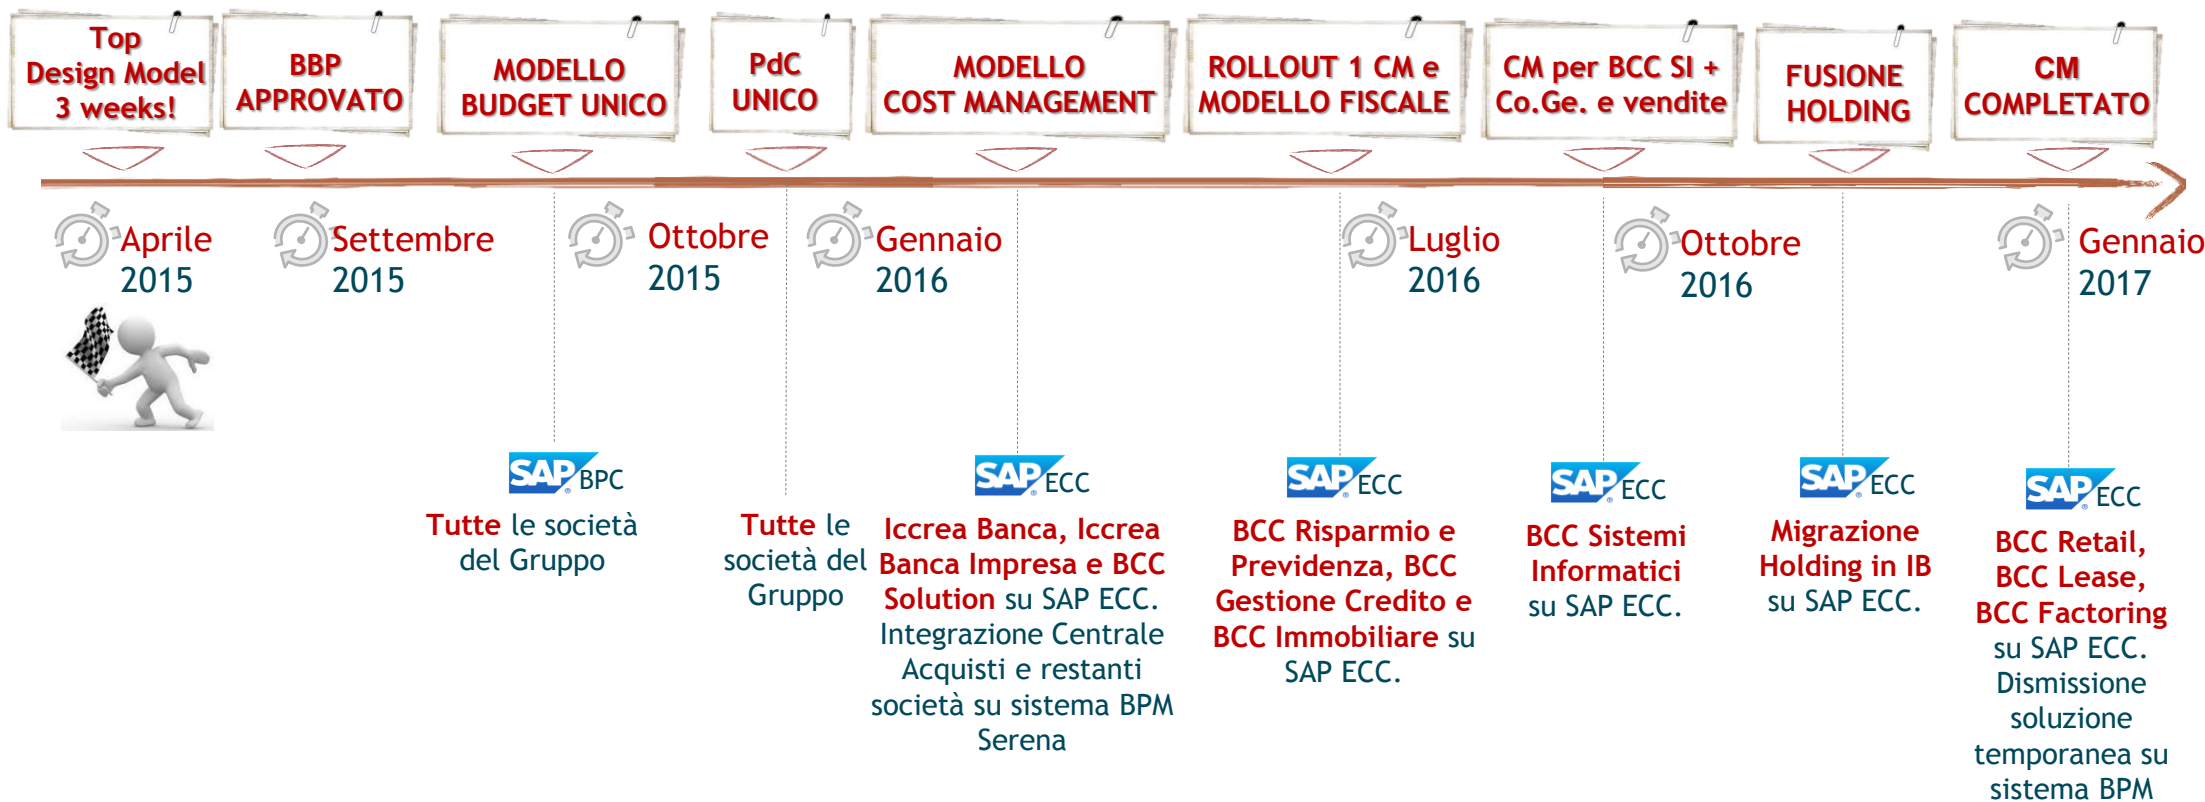 Top
Design Model
3 weeks!
BBP
APPROVATO
MODELLO
BUDGET UNICO
PdC
UNICO
MODELLO
COST MANAGEMENT
ROLLOUT 1 CM e
MODELLO FISCALE
CM per BCC SI +
Co.Ge. e vendite
FUSIONE
HOLDING
CM
COMPLETATO
Aprile
2015
Settembre
2015
Ottobre
2015
Gennaio
2016
Luglio
2016
Ottobre
2016
Gennaio
2017
SAP BPC
Tutte le società
del Gruppo
Tutte le
società del
Gruppo
SAP ECC
Iccrea Banca, Iccrea
Banca Impresa e BCC
Solution su SAP ECC.
Integrazione Centrale
Acquisti e restanti
società su sistema BPM
Serena
SAP ECC
BCC Risparmio e
Previdenza, BCC
Gestione Credito e
BCC Immobiliare su
SAP ECC.
SAP ECC
BCC Sistemi
Informatici
su SAP ECC.
SAP ECC
Migrazione
Holding in IB
su SAP ECC.
SAP ECC
BCC Retail,
BCC Lease,
BCC Factoring
su SAP ECC.
Dismissione
soluzione
temporanea su
sistema BPM